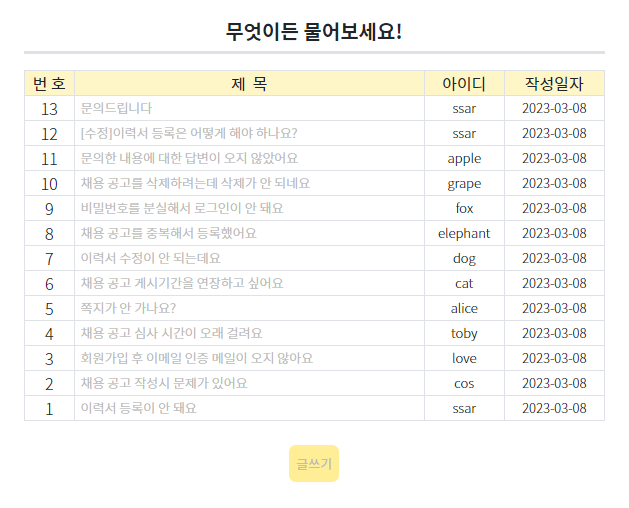 무엇이든 물어보세요!
번 호 제 목 아이디 작성일자
13 문의드립니다 ssar 2023-03-08
12 [수정]이력서 등록은 어떻게 해야 하나요? ssar 2023-03-08
11 문의한 내용에 대한 답변이 오지 않았어요 apple 2023-03-08
10 채용 공고를 삭제하려는데 삭제가 안 되네요 grape 2023-03-08
9 비밀번호를 분실해서 로그인이 안 돼요 fox 2023-03-08
8 채용 공고를 중복해서 등록했어요 elephant 2023-03-08
7 이력서 수정이 안 되는데요 dog 2023-03-08
6 채용 공고 게시기간을 연장하고 싶어요 cat 2023-03-08
5 쪽지가 안 가나요? alice 2023-03-08
4 채용 공고 심사 시간이 오래 걸려요 toby 2023-03-08
3 회원가입 후 이메일 인증 메일이 오지 않아요 love 2023-03-08
2 채용 공고 작성시 문제가 있어요 cos 2023-03-08
1 이력서 등록이 안 돼요 ssar 2023-03-08
글쓰기